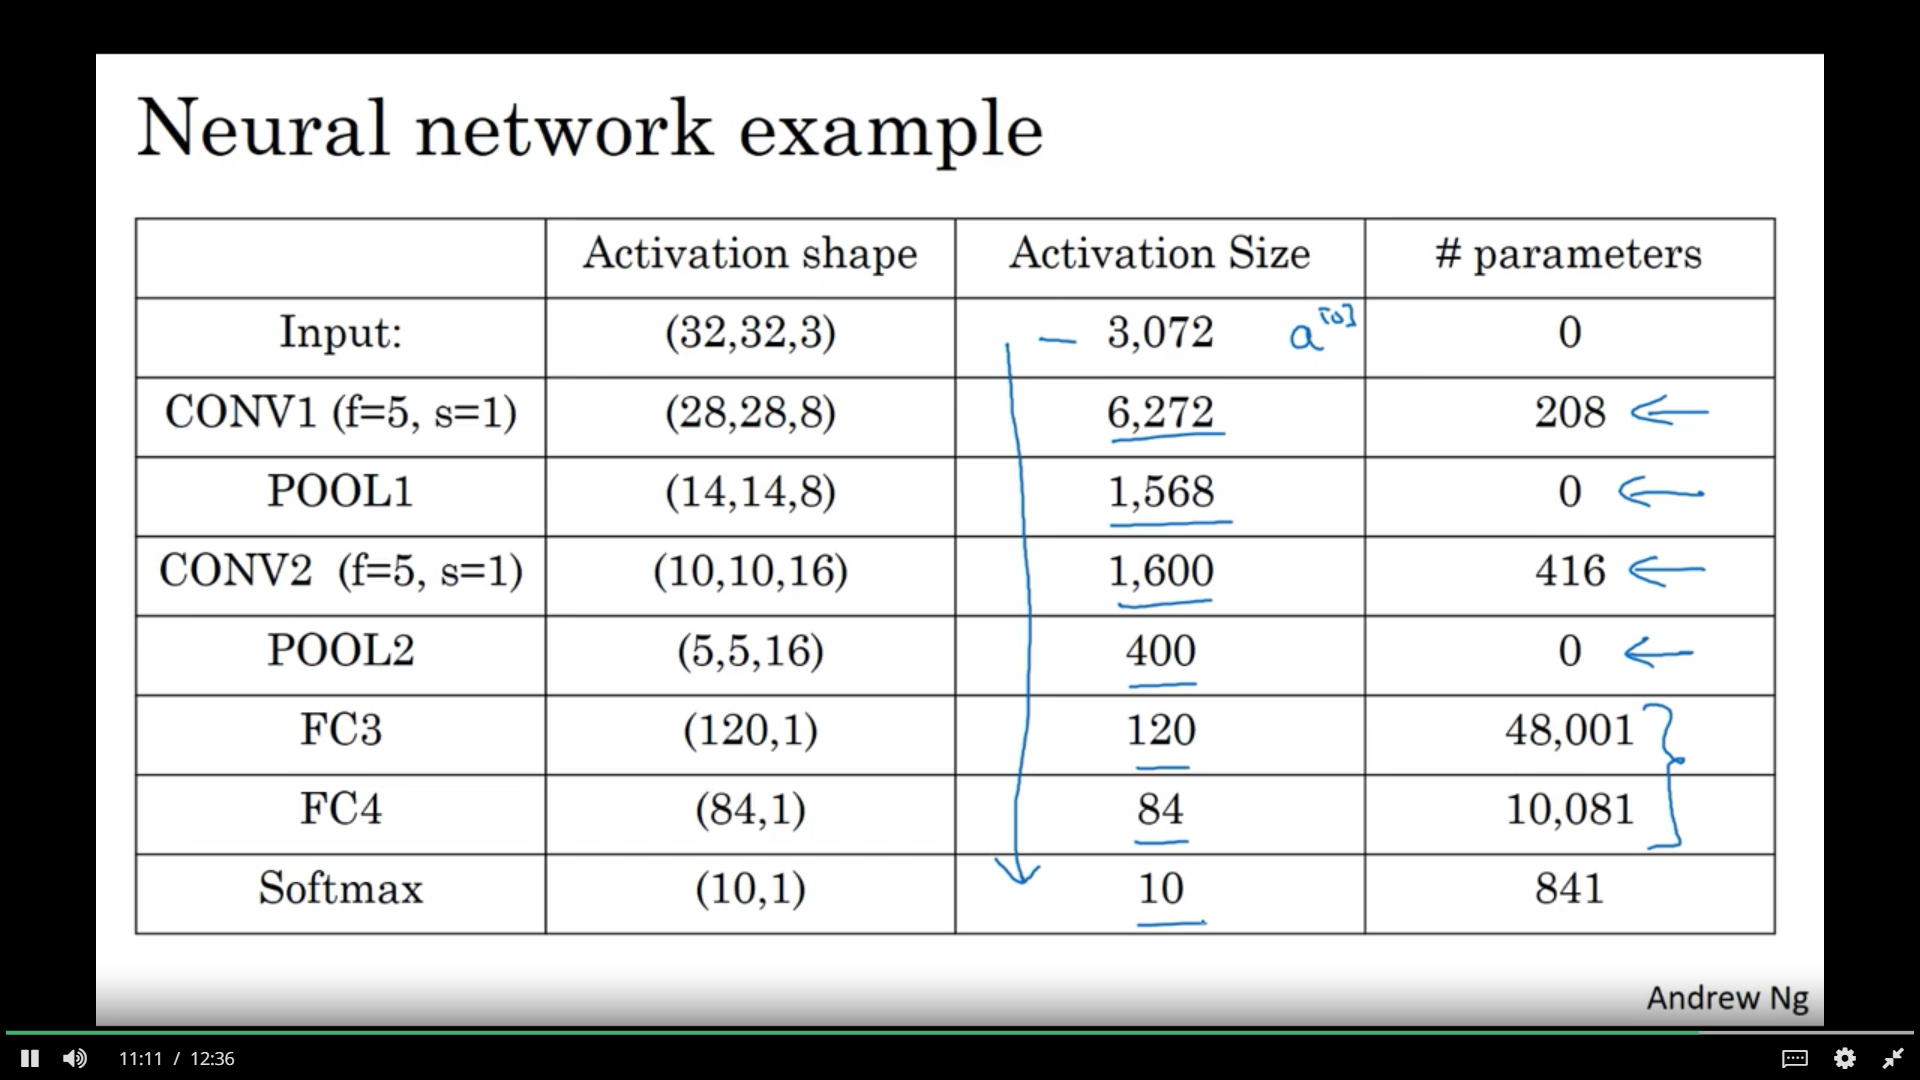 Neural network example
Activation shape Activation Size # parameters
Input: (32,32,3) 3,072 a[0] 0
CONV1 (f=5, s=1) (28,28,8) 6,272 208
POOL1 (14,14,8) 1,568 0
CONV2 (f=5, s=1) (10,10,16) 1,600 416
POOL2 (5,5,16) 400 0
FC3 (120,1) 120 48,001
FC4 (84,1) 84 10,081
Softmax (10,1) 10 841
Andrew Ng
11:11 / 12:36